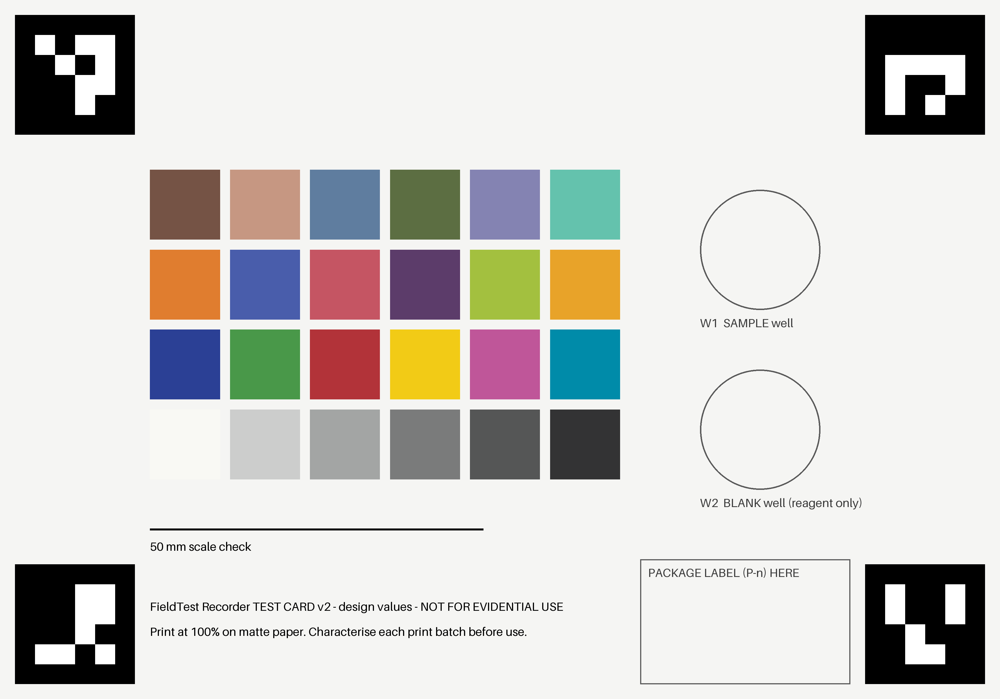 W1 SAMPLE well
W2 BLANK well (reagent only)
50 mm scale check
PACKAGE LABEL (P-n) HERE
FieldTest Recorder TEST CARD v2 - design values - NOT FOR EVIDENTIAL USE
Print at 100% on matte paper. Characterise each print batch before use.